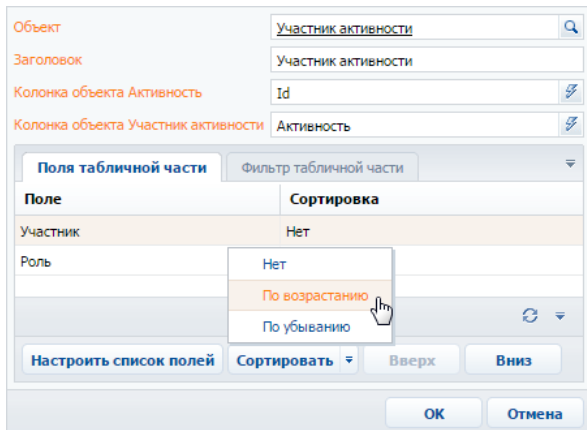 Объект Участник активности
Заголовок Участник активности
Колонка объекта Активность Id
Колонка объекта Участник активности Активность
Поля табличной части Фильтр табличной части
Поле Сортировка
Участник Нет
Роль Нет
По возрастанию
По убыванию
Настроить список полей Сортировать Вверх Вниз
ОК Отмена